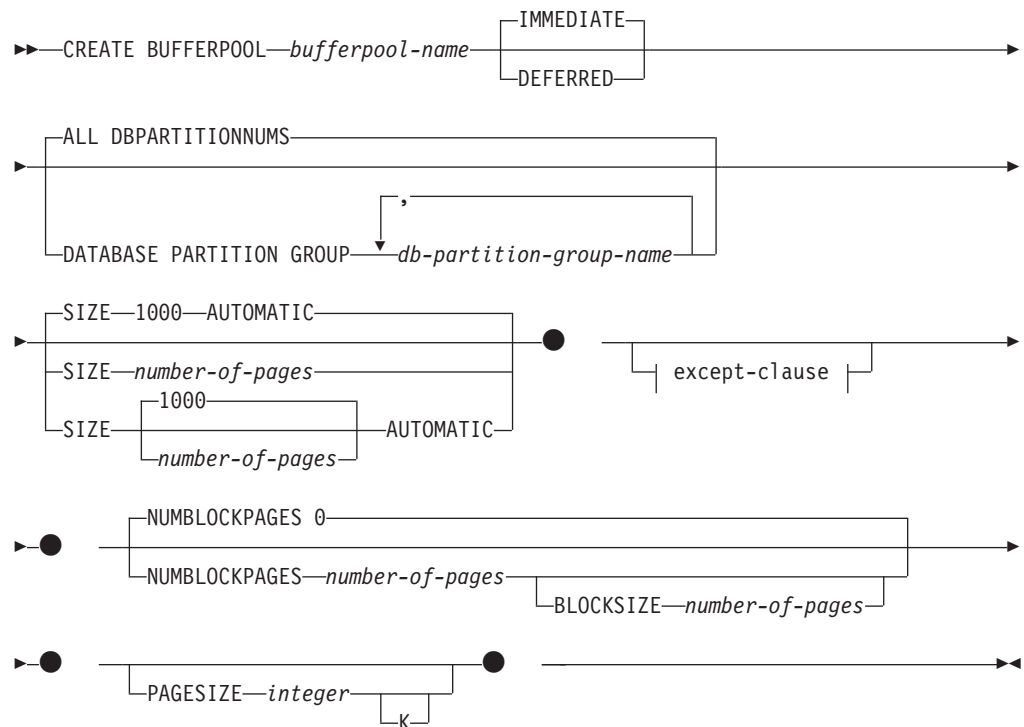 IMMEDIATE
CREATE BUFFERPOOL bufferpool-name
DEFERRED
ALL DBPARTITIONNUMS
,
DATABASE PARTITION GROUP db-partition-group-name
SIZE 1000 AUTOMATIC
SIZE number-of-pages
except-clause
1000
SIZE AUTOMATIC
number-of-pages
NUMBLOCKPAGES 0
NUMBLOCKPAGES number-of-pages
BLOCKSIZE number-of-pages
PAGESIZE integer
K